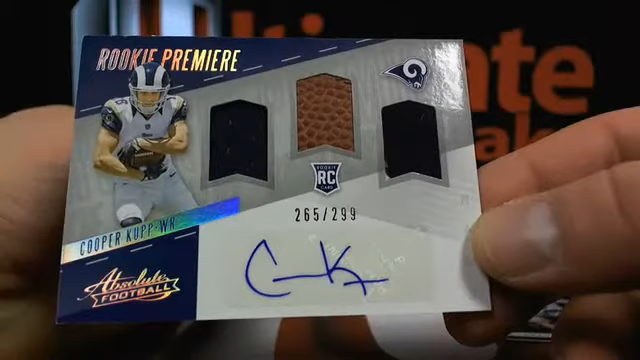 ROOKIE PREMIERE
ROOKIE
RC
CARD
265/299
COOPER KUPP-WR
Absolute
FOOTBALL